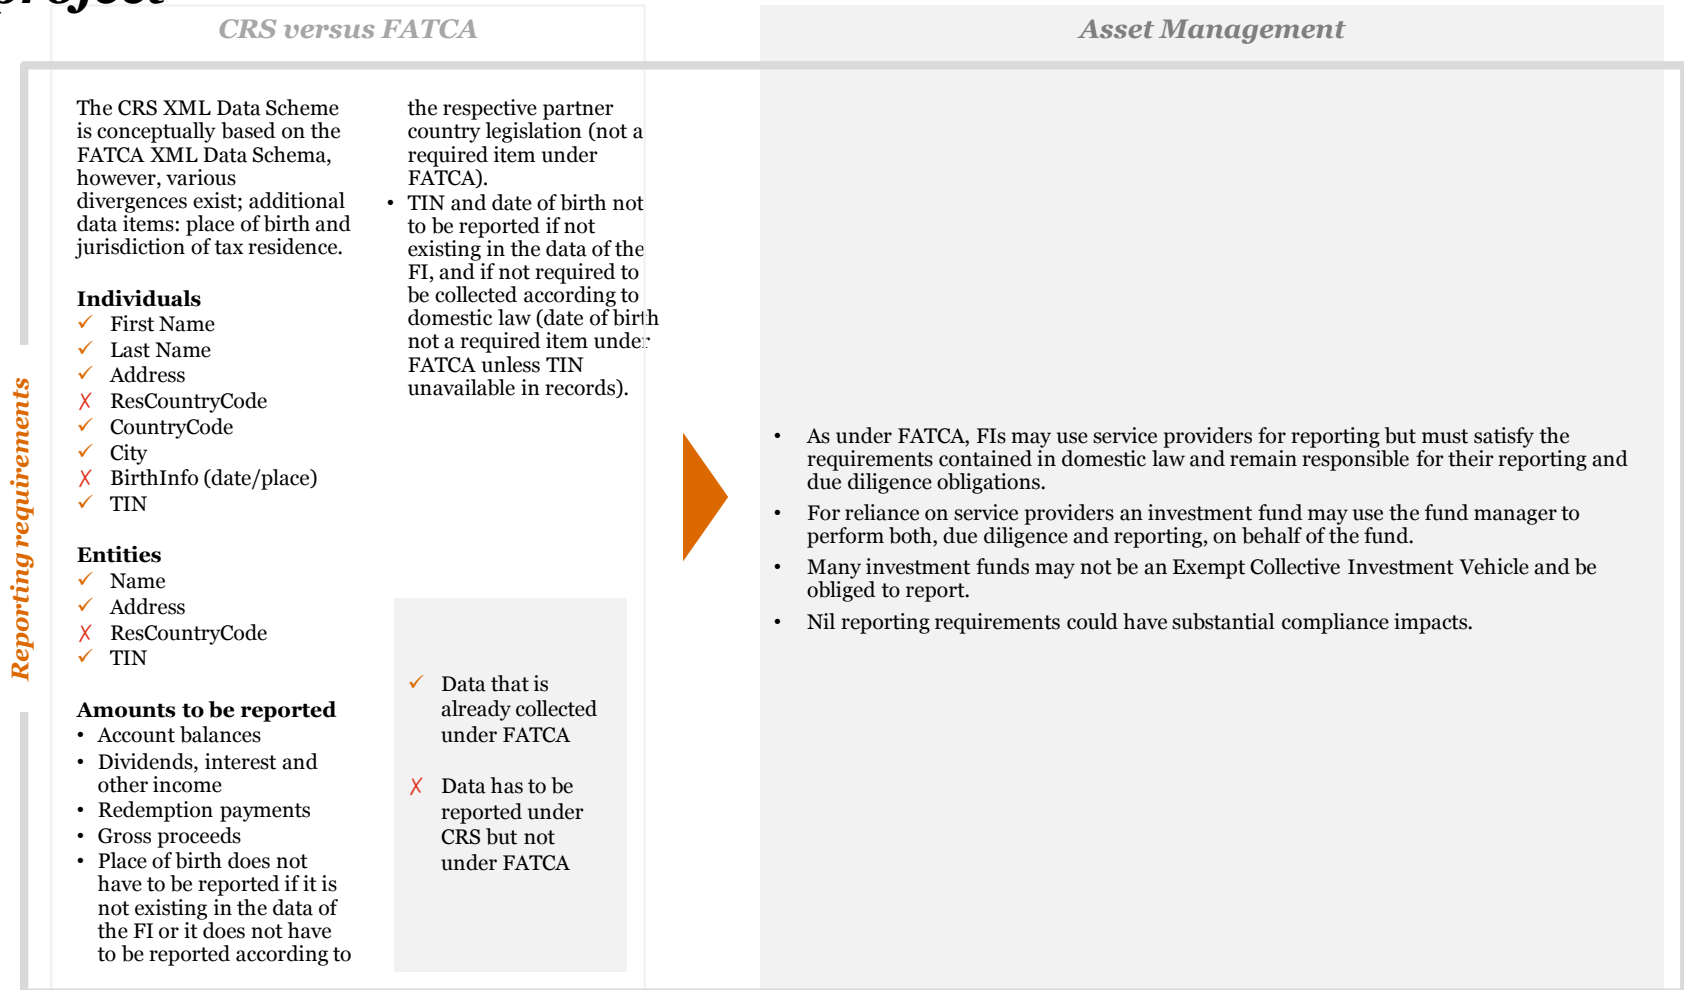 project
CRS versus FATCA
Asset Management
Reporting requirements
The CRS XML Data Scheme
is conceptually based on the
FATCA XML Data Schema,
however, various
divergences exist; additional
data items: place of birth and
jurisdiction of tax residence.
Individuals
✓ First Name
✓ Last Name
✓ Address
✗ ResCountryCode
✓ CountryCode
✓ City
✗ BirthInfo (date/place)
✓ TIN
Entities
✓ Name
✓ Address
✗ ResCountryCode
✓ TIN
Amounts to be reported
• Account balances
• Dividends, interest and
other income
• Redemption payments
• Gross proceeds
• Place of birth does not
have to be reported if it is
not existing in the data of
the FI or it does not have
to be reported according to
the respective partner
country legislation (not a
required item under
FATCA).
• TIN and date of birth not
to be reported if not
existing in the data of the
FI, and if not required to
be collected according to
domestic law (date of birth
not a required item under
FATCA unless TIN
unavailable in records).
✓ Data that is
already collected
under FATCA
✗ Data has to be
reported under
CRS but not
under FATCA
• As under FATCA, FIs may use service providers for reporting but must satisfy the
requirements contained in domestic law and remain responsible for their reporting and
due diligence obligations.
• For reliance on service providers an investment fund may use the fund manager to
perform both, due diligence and reporting, on behalf of the fund.
• Many investment funds may not be an Exempt Collective Investment Vehicle and be
obliged to report.
• Nil reporting requirements could have substantial compliance impacts.